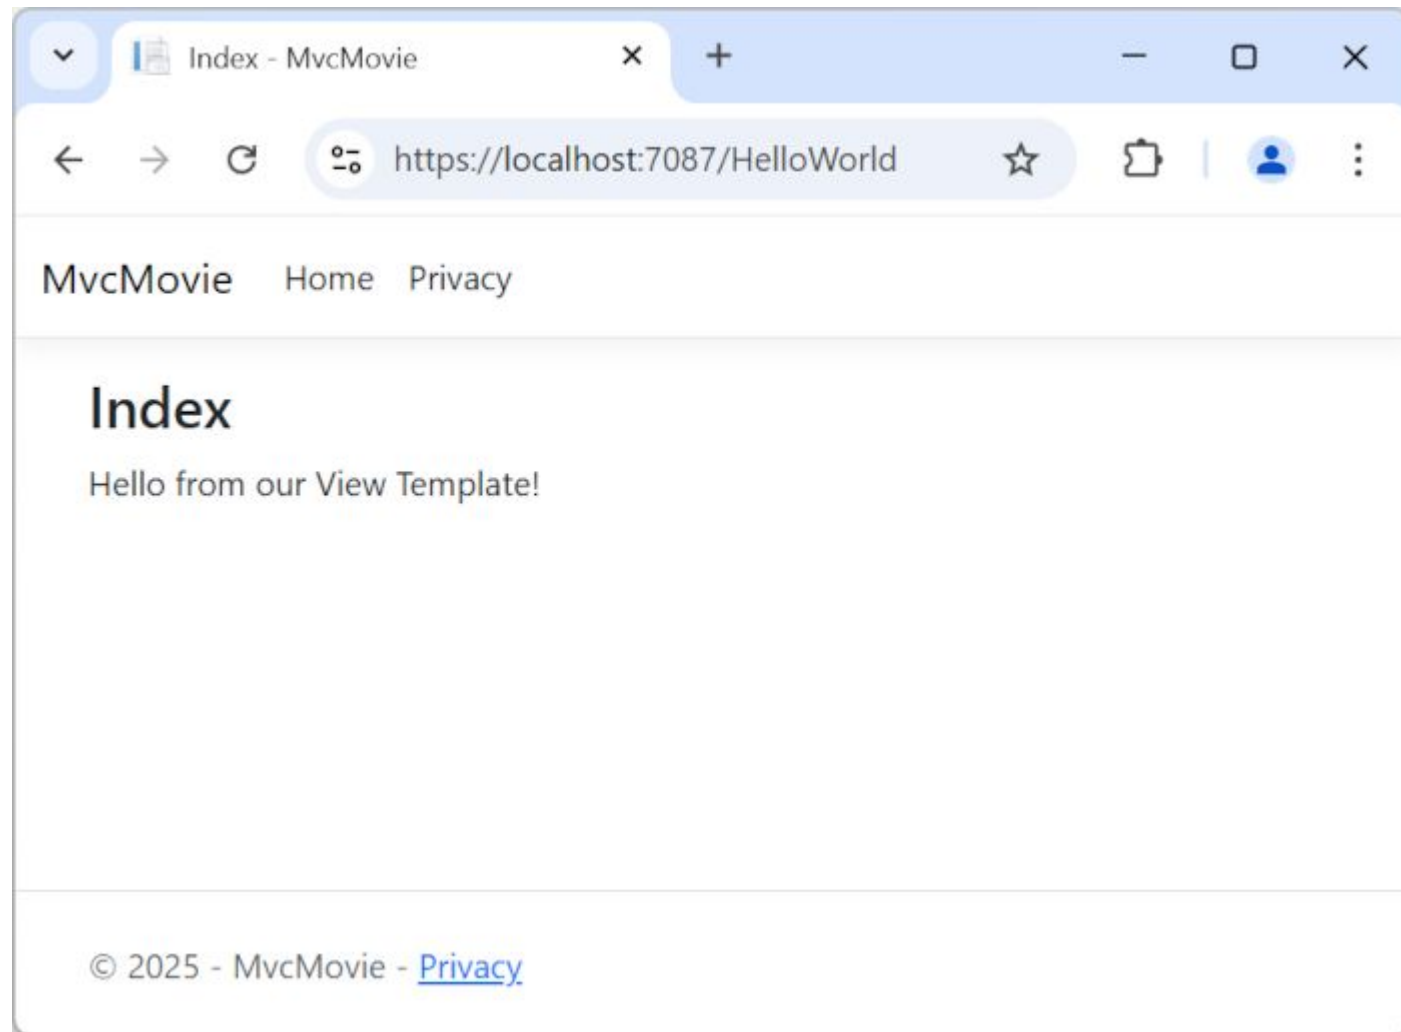 Index - MvcMovie
https://localhost:7087/HelloWorld
MvcMovie Home Privacy
Index
Hello from our View Template!
© 2025 - MvcMovie - Privacy